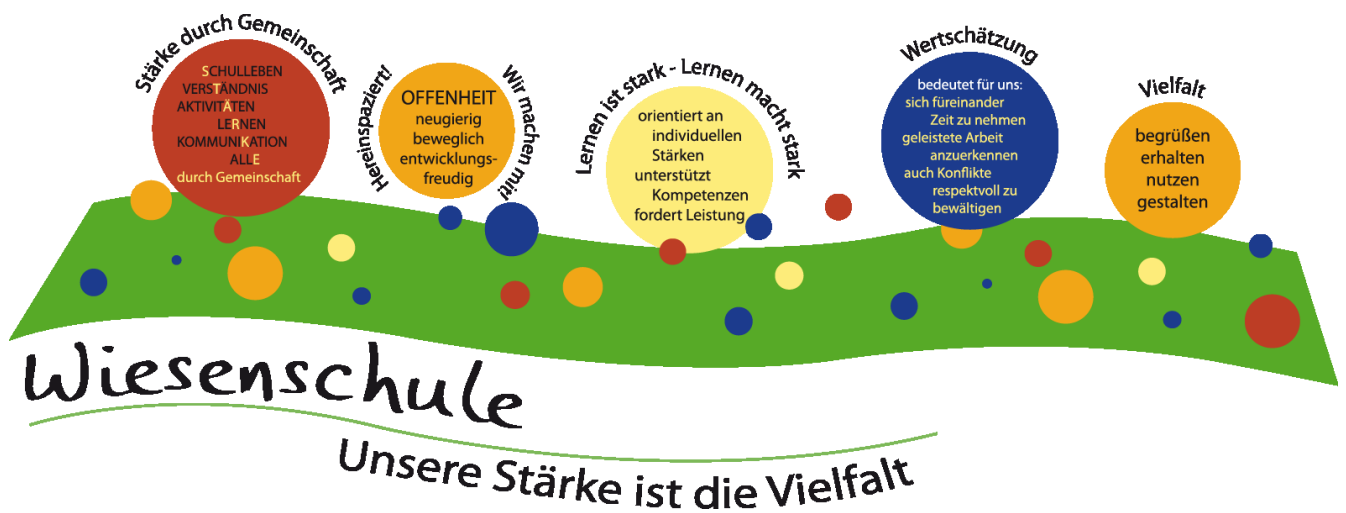 Stärke durch Gemeinschaft
SCHULLEBEN
VERSTÄNDNIS
AKTIVITÄTEN
LERNEN
KOMMUNIKATION
ALLE
durch Gemeinschaft
Hereinspaziert!
Wir machen mit!
OFFENHEIT
neugierig
beweglich
entwicklungs-
freudig
Lernen ist stark - Lernen macht stark
orientiert an
individuellen
Stärken
unterstützt
Kompetenzen
fordert Leistung
Wertschätzung
bedeutet für uns:
sich füreinander
Zeit zu nehmen
geleistete Arbeit
anzuerkennen
auch Konflikte
respektvoll zu
bewältigen
Vielfalt
begrüßen
erhalten
nutzen
gestalten
Wiesenschule
Unsere Stärke ist die Vielfalt